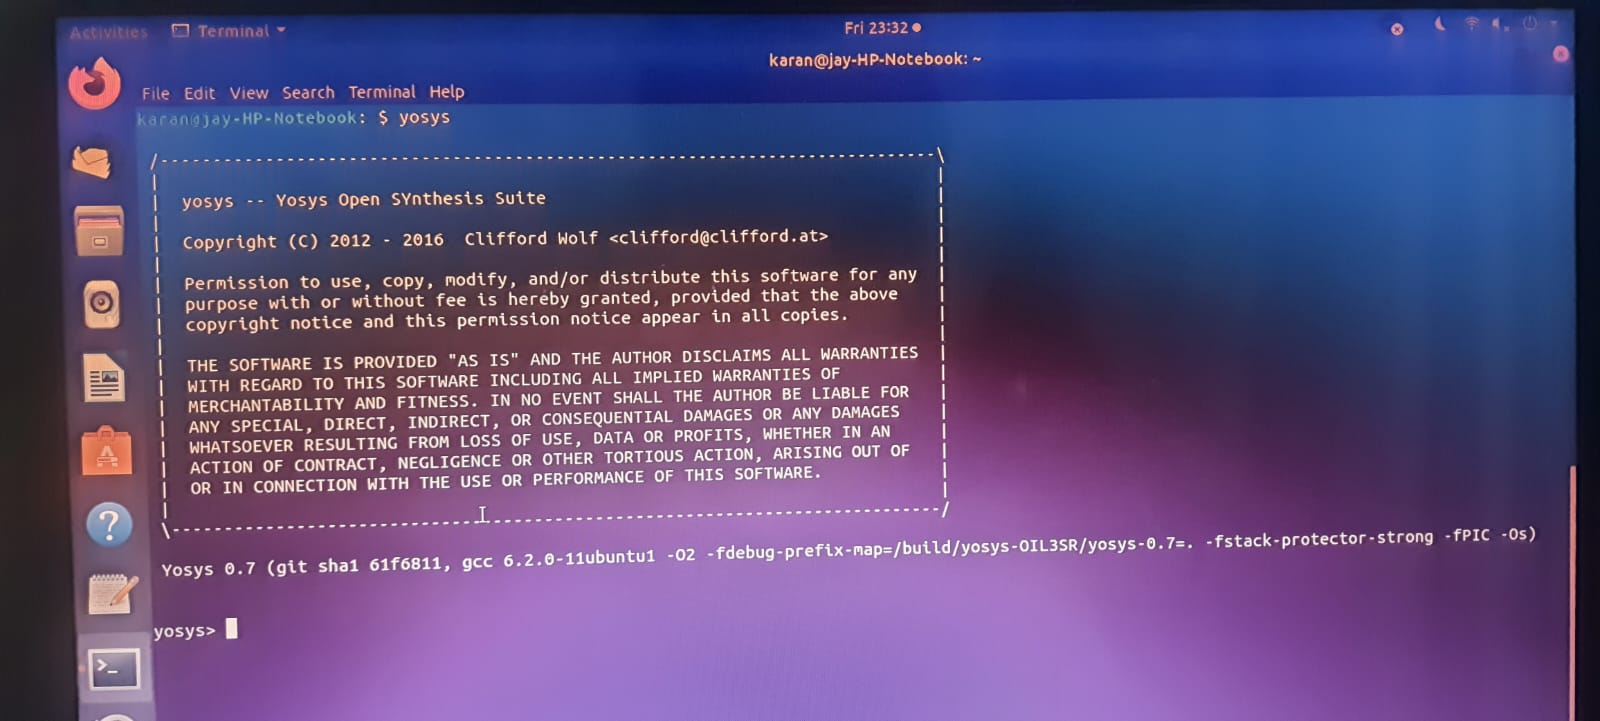 Activities Terminal Fri 23:32
karan@jay-HP-Notebook: ~
File Edit View Search Terminal Help
karan@jay-HP-Notebook: $ yosys
/----------------------------------------------------------------------------\
yosys -- Yosys Open SYnthesis Suite
Copyright (C) 2012 - 2016 Clifford Wolf <clifford@clifford.at>
Permission to use, copy, modify, and/or distribute this software for any
purpose with or without fee is hereby granted, provided that the above
copyright notice and this permission notice appear in all copies.
THE SOFTWARE IS PROVIDED "AS IS" AND THE AUTHOR DISCLAIMS ALL WARRANTIES
WITH REGARD TO THIS SOFTWARE INCLUDING ALL IMPLIED WARRANTIES OF
MERCHANTABILITY AND FITNESS. IN NO EVENT SHALL THE AUTHOR BE LIABLE FOR
ANY SPECIAL, DIRECT, INDIRECT, OR CONSEQUENTIAL DAMAGES OR ANY DAMAGES
WHATSOEVER RESULTING FROM LOSS OF USE, DATA OR PROFITS, WHETHER IN AN
ACTION OF CONTRACT, NEGLIGENCE OR OTHER TORTIOUS ACTION, ARISING OUT OF
OR IN CONNECTION WITH THE USE OR PERFORMANCE OF THIS SOFTWARE.
\----------------------------------------------------------------------------/
Yosys 0.7 (git sha1 61f6811, gcc 6.2.0-11ubuntu1 -O2 -fdebug-prefix-map=/build/yosys-OIL3SR/yosys-0.7=. -fstack-protector-strong -fPIC -Os)
yosys>